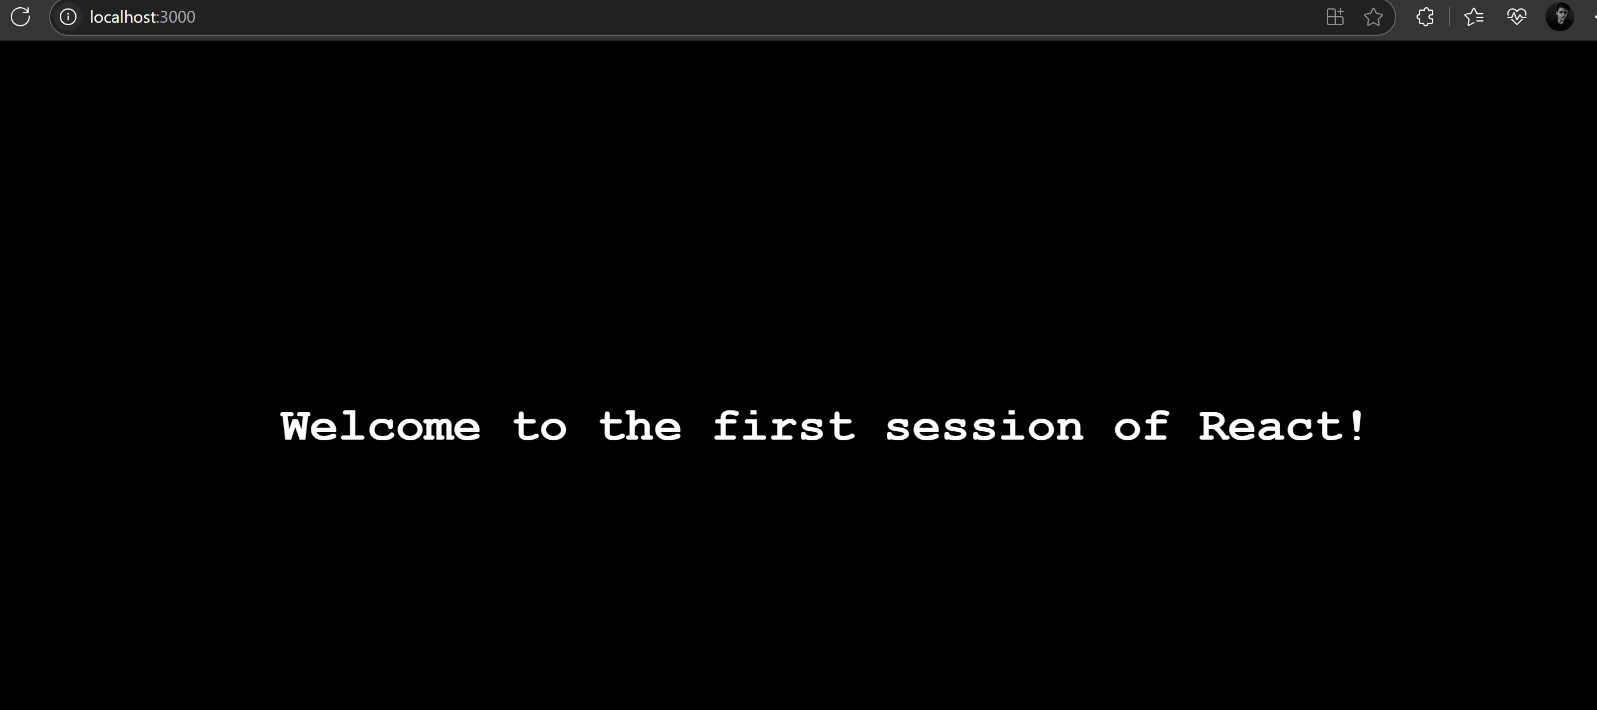 localhost:3000
Welcome to the first session of React!